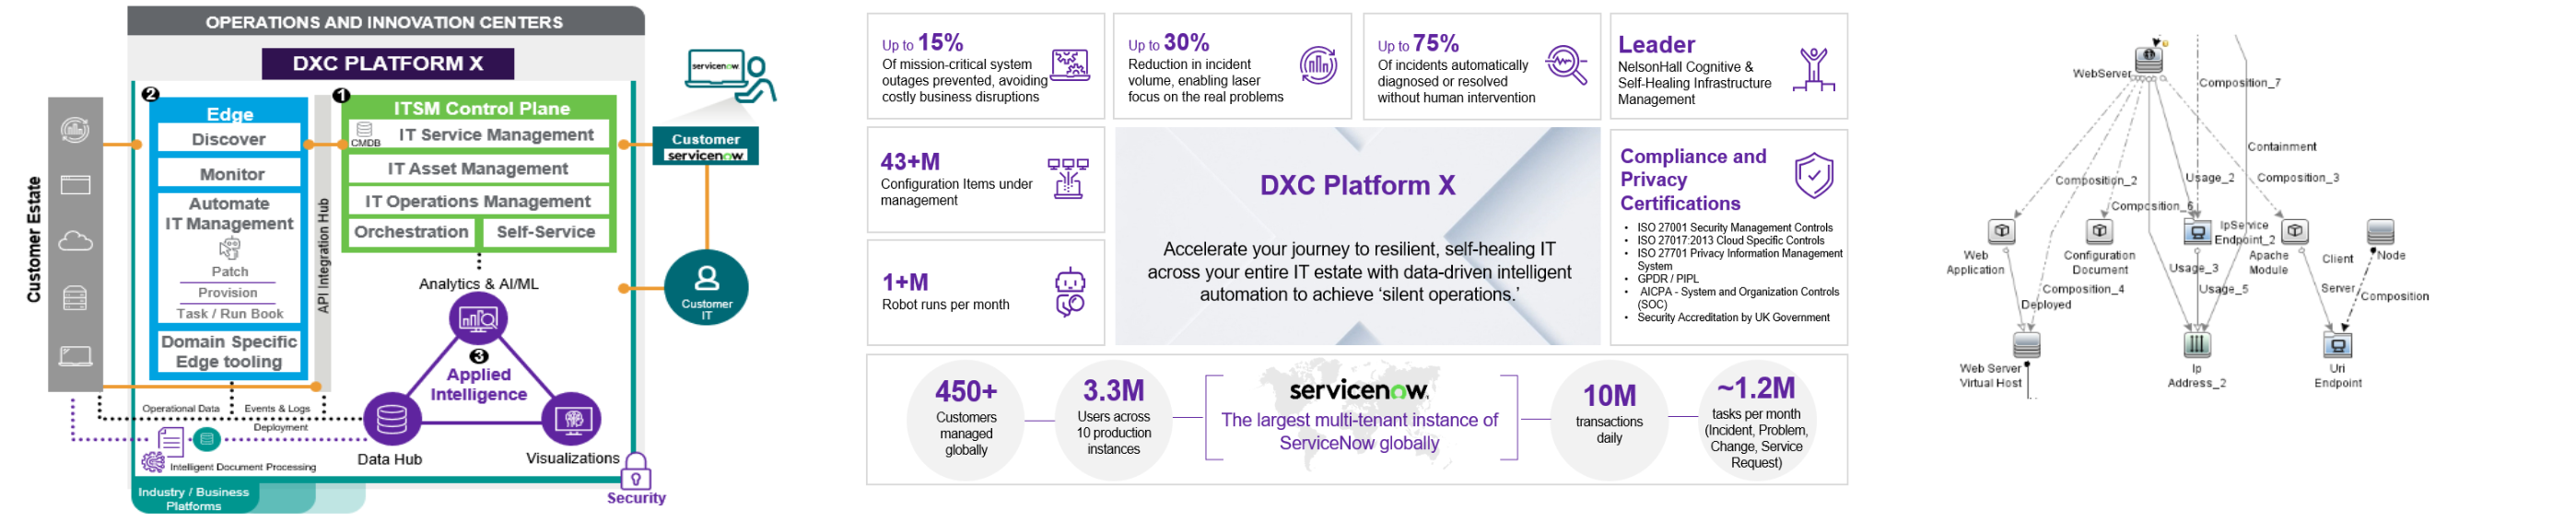 OPERATIONS AND INNOVATION CENTERS
DXC PLATFORM X
Customer Estate
2
Edge
Discover
Monitor
Automate
IT Management
Patch
Provision
Task / Run Book
Domain Specific
Edge tooling
API Integration Hub
1
ITSM Control Plane
CMDB
IT Service Management
IT Asset Management
IT Operations Management
Orchestration
Self-Service
Analytics & AI/ML
3
Applied
Intelligence
Data Hub
Visualizations
Operational Data
Events & Logs
Deployment
Intelligent Document Processing
Industry / Business
Platforms
Security
servicenow
Customer
servicenow
Customer
IT
Up to 15%
Of mission-critical system
outages prevented, avoiding
costly business disruptions
Up to 30%
Reduction in incident
volume, enabling laser
focus on the real problems
Up to 75%
Of incidents automatically
diagnosed or resolved
without human intervention
Leader
NelsonHall Cognitive &
Self-Healing Infrastructure
Management
43+M
Configuration Items under
management
1+M
Robot runs per month
DXC Platform X
Accelerate your journey to resilient, self-healing IT
across your entire IT estate with data-driven intelligent
automation to achieve ‘silent operations.’
Compliance and
Privacy
Certifications
• ISO 27001 Security Management Controls
• ISO 27017:2013 Cloud Specific Controls
• ISO 27701 Privacy Information Management
System
• GPDR / PIPL
• AICPA - System and Organization Controls
(SOC)
• Security Accreditation by UK Government
450+
Customers
managed
globally
3.3M
Users across
10 production
instances
servicenow.
The largest multi-tenant instance of
ServiceNow globally
10M
transactions
daily
~1.2M
tasks per month
(Incident, Problem,
Change, Service
Request)
WebServer
Composition_7
Containment
Composition_2
Usage_2
Composition_3
Composition_6
IpService
Endpoint_2
Web
Application
Configuration
Document
Apache
Module
Client
Node
Usage_3
Composition_4
Usage_5
Server
Composition
Deployed
Web Server
Virtual Host
Ip
Address_2
Uri
Endpoint